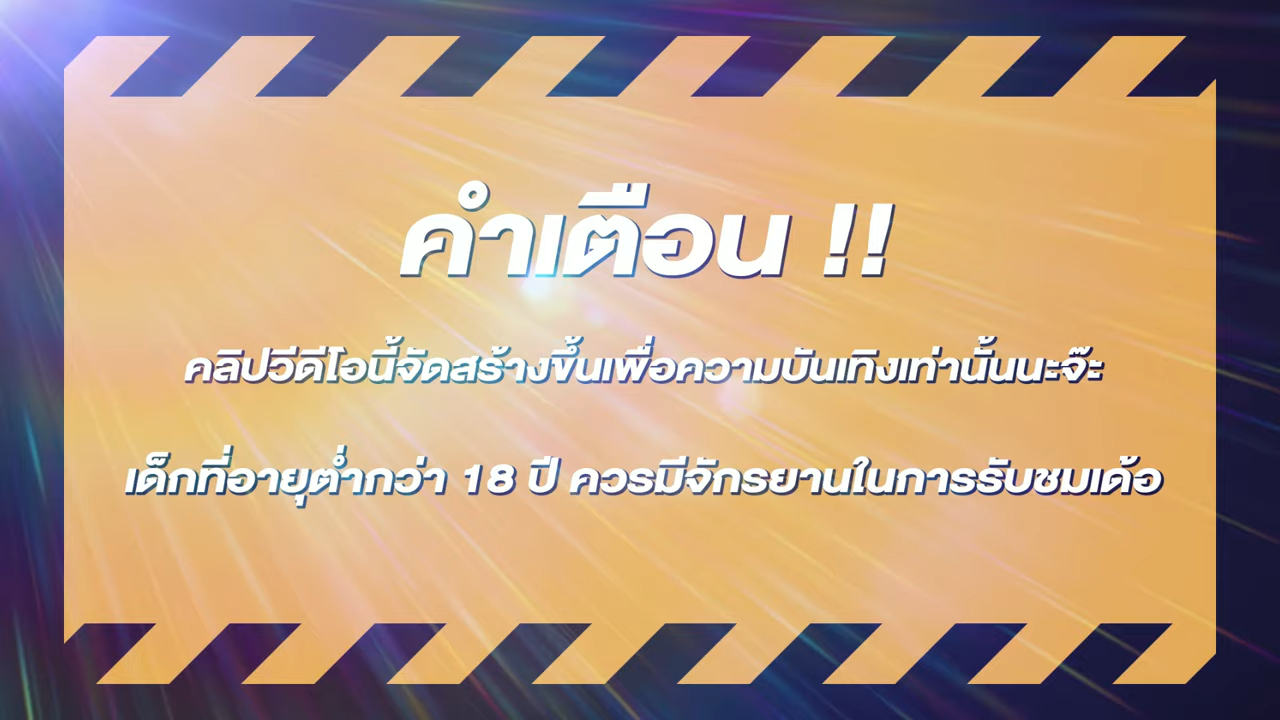 คำเตือน !!
คลิปวีดีโอนี้จัดสร้างขึ้นเพื่อความบันเทิงเท่านั้นนะจ๊ะ
เด็กที่อายุต่ำกว่า 18 ปี ควรมีจักรยานในการรับชมเด้อ